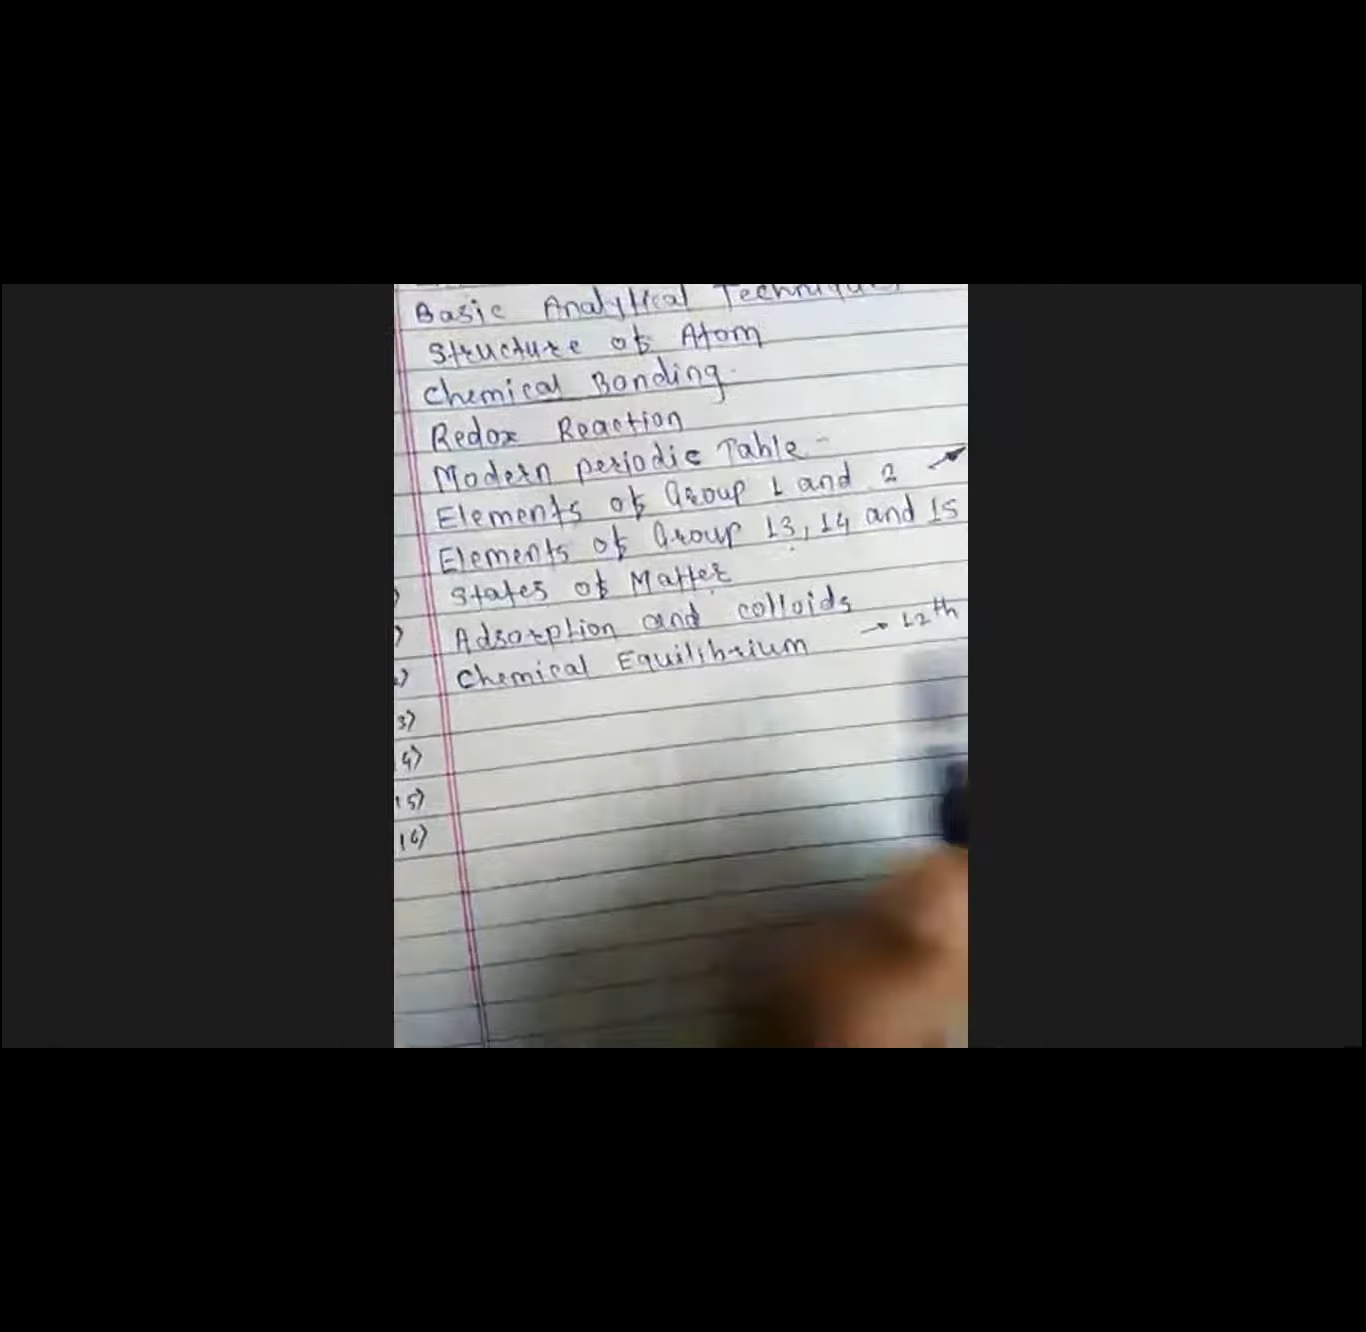 Basic Analytical Techniques
Structure of Atom
Chemical Bonding.
Redox Reaction
Modern periodic Table -
Elements of Group 1 and 2 →
Elements of Group 13, 14 and 15
) States of Matter
) Adsorption and colloids
) Chemical Equilibrium → 12th
3)
4)
15)
16)